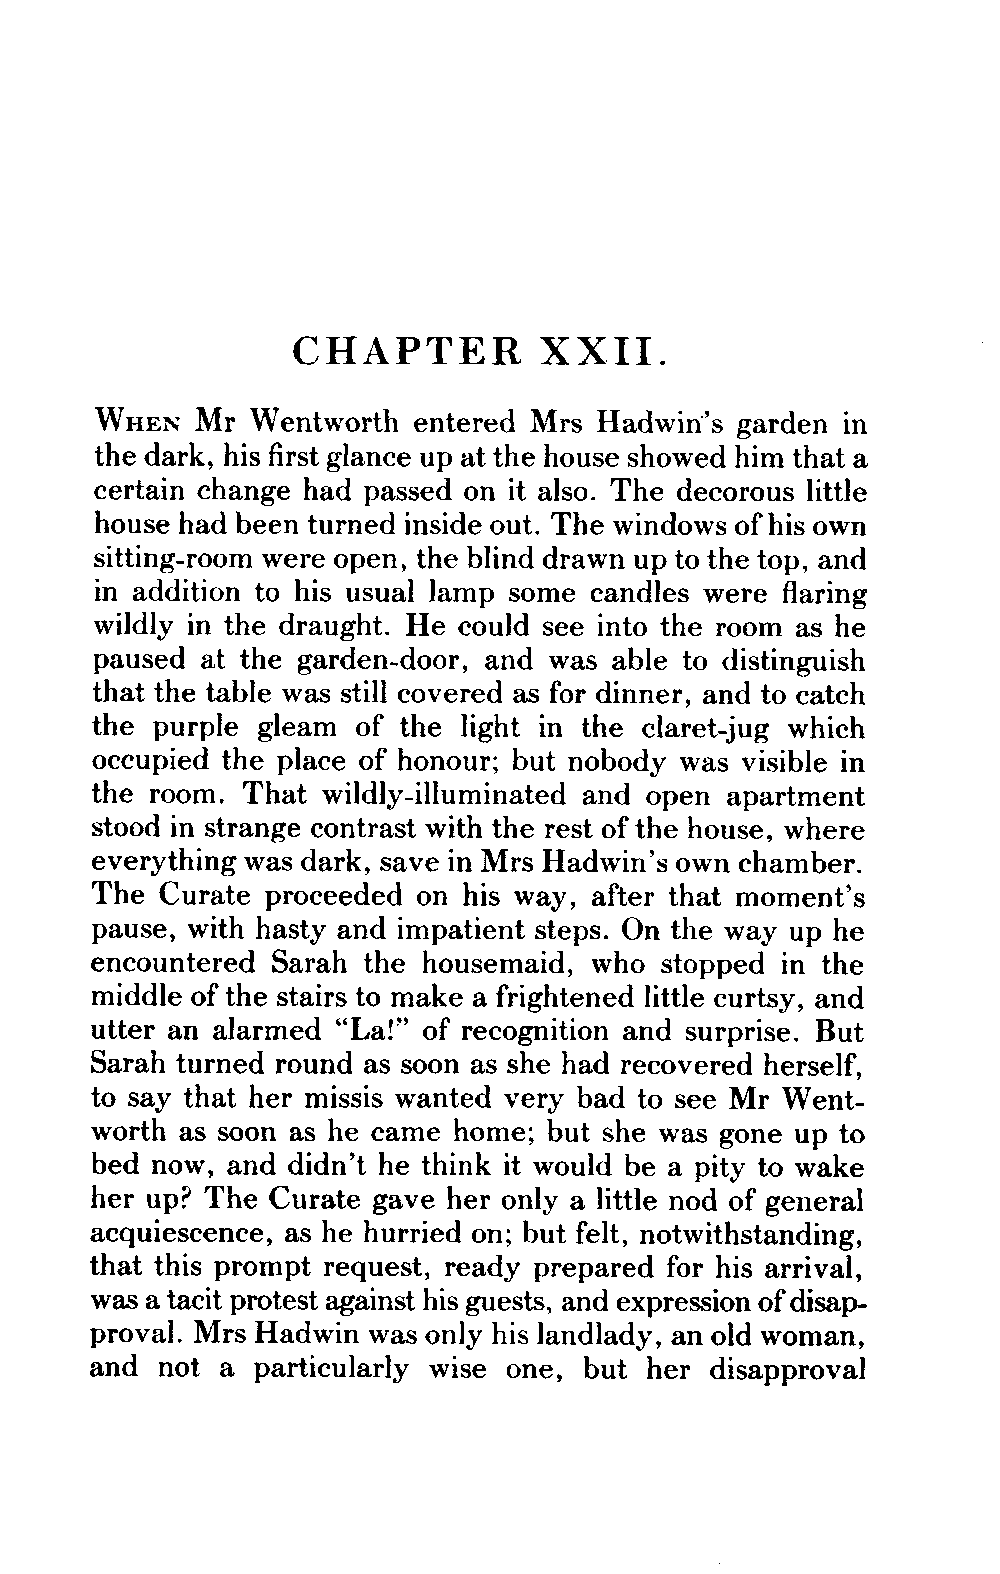 CHAPTER XXII.
WHEN Mr Wentworth entered Mrs Hadwin's garden in
the dark, his first glance up at the house showed him that a
certain change had passed on it also. The decorous little
house had been turned inside out. The windows of his own
sitting-room were open, the blind drawn up to the top, and
in addition to his usual lamp some candles were flaring
wildly in the draught. He could see into the room as he
paused at the garden-door, and was able to distinguish
that the table was still covered as for dinner, and to catch
the purple gleam of the light in the claret-jug which
occupied the place of honour; but nobody was visible in
the room. That wildly-illuminated and open apartment
stood in strange contrast with the rest of the house, where
everything was dark, save in Mrs Hadwin's own chamber.
The Curate proceeded on his way, after that moment's
pause, with hasty and impatient steps. On the way up he
encountered Sarah the housemaid, who stopped in the
middle of the stairs to make a frightened little curtsy, and
utter an alarmed “La!” of recognition and surprise. But
Sarah turned round as soon as she had recovered herself,
to say that her missis wanted very bad to see Mr Went-
worth as soon as he came home; but she was gone up to
bed now, and didn't he think it would be a pity to wake
her up? The Curate gave her only a little nod of general
acquiescence, as he hurried on; but felt, notwithstanding,
that this prompt request, ready prepared for his arrival,
was a tacit protest against his guests, and expression of disap-
proval. Mrs Hadwin was only his landlady, an old woman,
and not a particularly wise one, but her disapproval